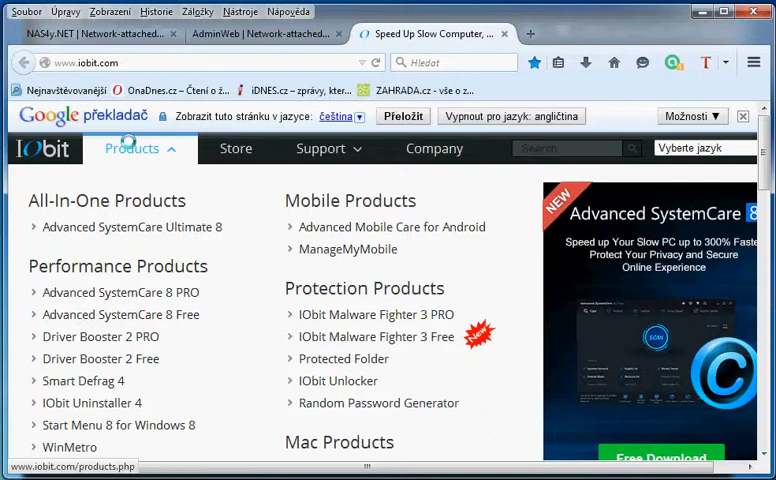 Soubor Úpravy Zobrazení Historie Záložky Nástroje Nápověda
NAS4y.NET | Network-attached... AdminWeb | Network-attached... Speed Up Slow Computer, ...
www.iobit.com Hledat
Nejnavštěvovanější OnaDnes.cz – Čtení o ž... iDNES.cz – zprávy, kte... ZAHRADA.cz - vše o z...
Google překladač Zobrazit tuto stránku v jazyce: čeština Přeložit Vypnout pro jazyk: angličtina Možnosti
IObit Products Store Support Company Search Vyberte jazyk
All-In-One Products
Advanced SystemCare Ultimate 8
Performance Products
Advanced SystemCare 8 PRO
Advanced SystemCare 8 Free
Driver Booster 2 PRO
Driver Booster 2 Free
Smart Defrag 4
IObit Uninstaller 4
Start Menu 8 for Windows 8
WinMetro
Mobile Products
Advanced Mobile Care for Android
ManageMyMobile
Protection Products
IObit Malware Fighter 3 PRO
IObit Malware Fighter 3 Free New
Protected Folder
IObit Unlocker
Random Password Generator
Mac Products
NEW
Advanced SystemCare 8
Speed up Your Slow PC up to 300% Faste
Protect Your Privacy and Secure
Online Experience
SCAN
Free Download
www.iobit.com/products.php